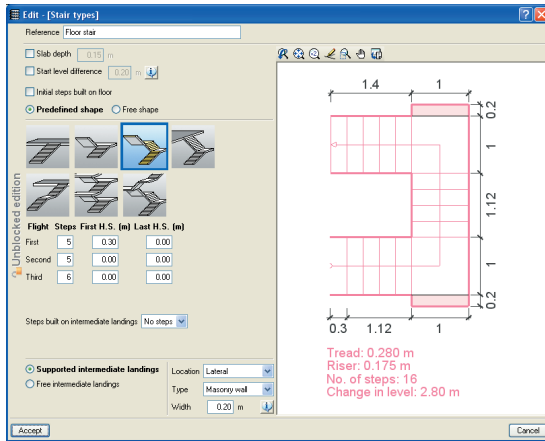 Edit - [Stair types]
Reference Floor stair
Slab depth 0.15 m
Start level difference 0.20 m
Initial steps built on floor
Predefined shape Free shape
Unblocked edition
Flight Steps First H.S. (m) Last H.S. (m)
First 5 0.30 0.00
Second 5 0.00 0.00
Third 6 0.00 0.00
Steps built on intermediate landings No steps
Supported intermediate landings
Free intermediate landings
Location Lateral
Type Masonry wall
Width 0.20 m
1.4 1
0.2
1
1.12
1
0.2
0.3 1.12 1
Tread: 0.280 m
Riser: 0.175 m
No. of steps: 16
Change in level: 2.80 m
Accept Cancel